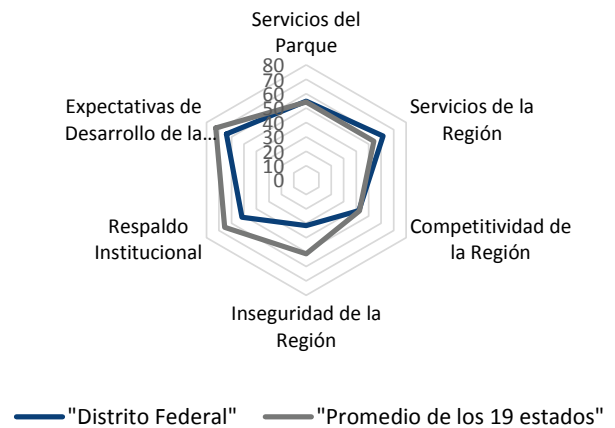 Servicios del
Parque
80
70
60
50
40
30
20
10
0
Expectativas de
Desarrollo de la...
Servicios de la
Región
Respaldo
Institucional
Competitividad de
la Región
Inseguridad de la
Región
"Distrito Federal"
"Promedio de los 19 estados"